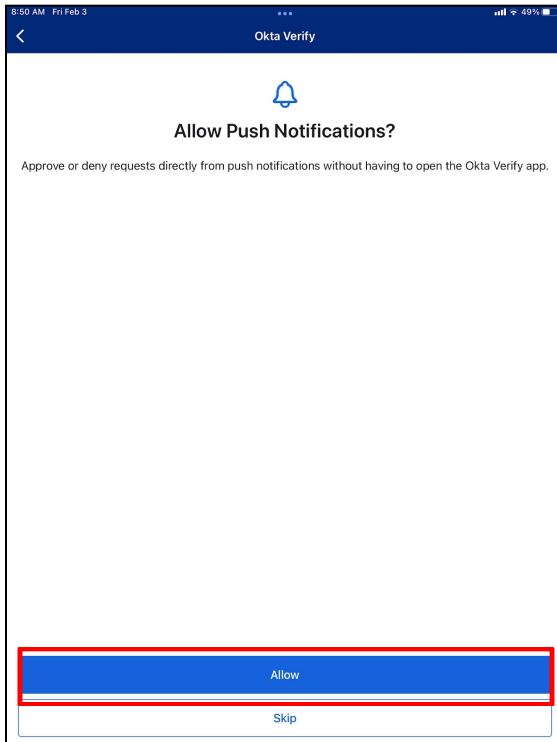 8:50 AM Fri Feb 3 49%
Okta Verify
Allow Push Notifications?
Approve or deny requests directly from push notifications without having to open the Okta Verify app.
Allow
Skip